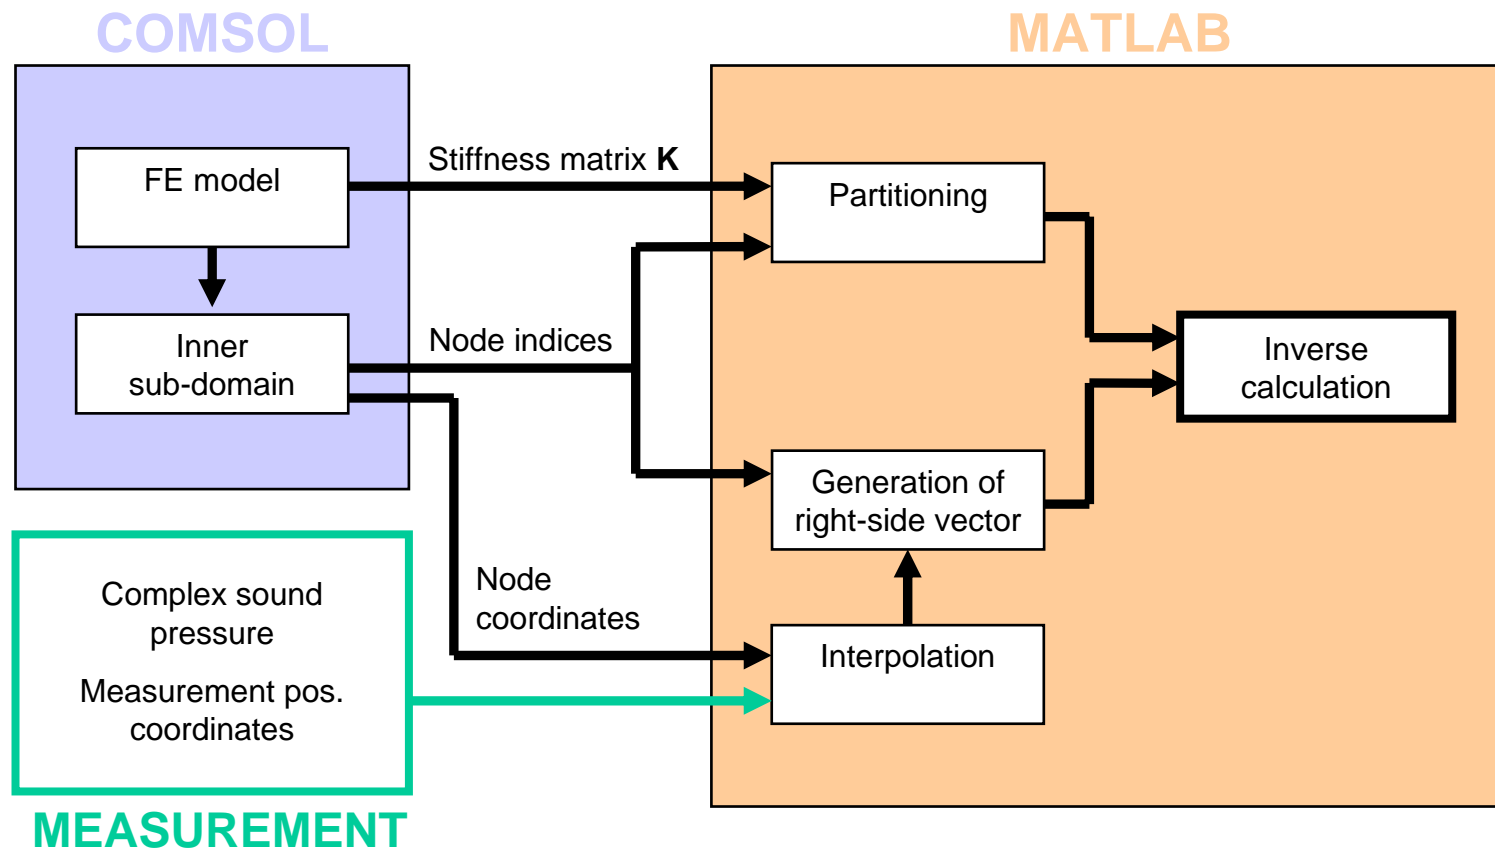 COMSOL
MATLAB
FE model
Stiffness matrix K
Partitioning
Inner
sub-domain
Node indices
Inverse
calculation
Generation of
right-side vector
Node
coordinates
Complex sound
pressure
Measurement pos.
coordinates
Interpolation
MEASUREMENT